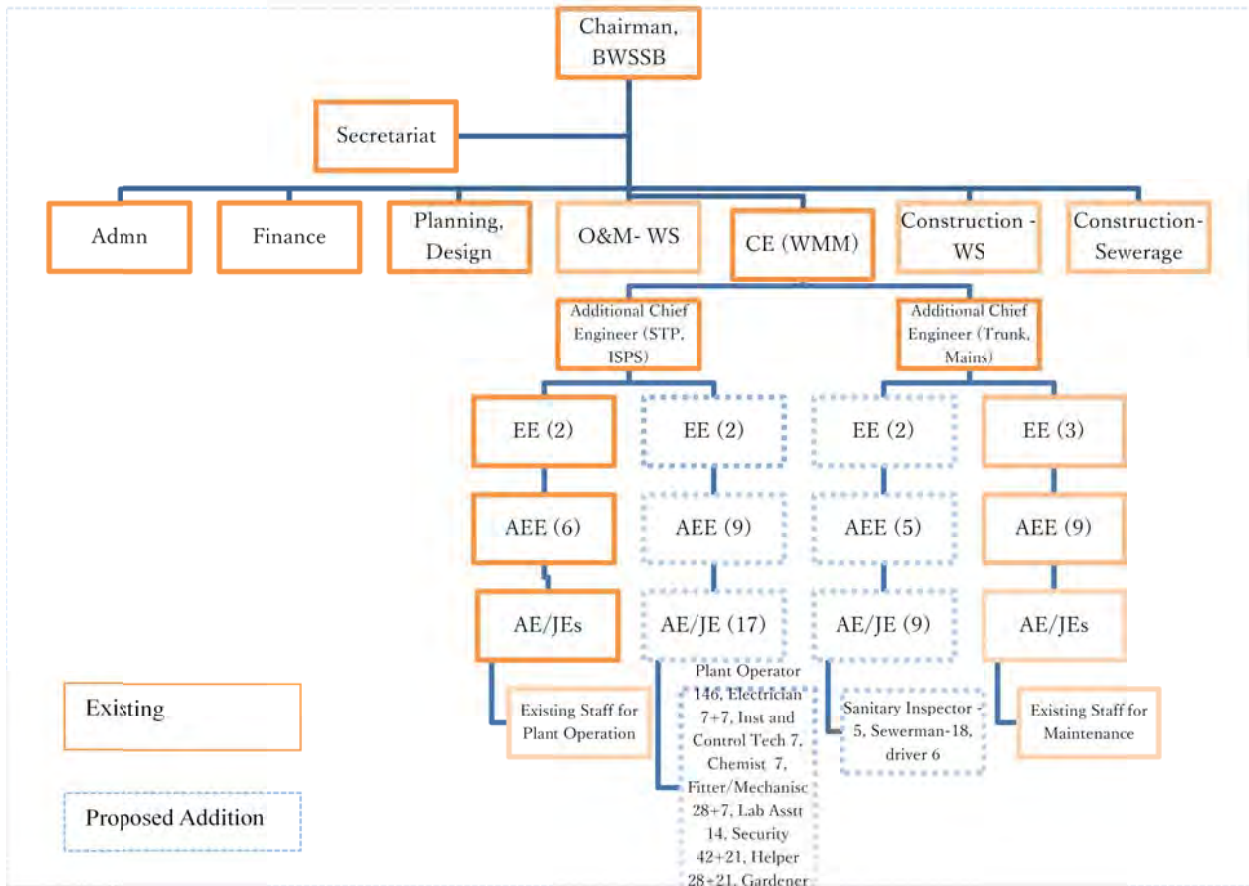 Chairman,
BWSSB
Secretariat
Admn
Finance
Planning,
Design
O&M- WS
CE (WMM)
Construction -
WS
Construction-
Sewerage
Additional Chief
Engineer (STP,
ISPS)
Additional Chief
Engineer (Trunk,
Mains)
EE (2)
EE (2)
EE (2)
EE (3)
AEE (6)
AEE (9)
AEE (5)
AEE (9)
AE/JEs
AE/JE (17)
AE/JE (9)
AE/JEs
Existing Staff for
Plant Operation
Plant Operator
146, Electrician
7+7, Inst and
Control Tech 7,
Chemist 7,
Fitter/Mechanisc
28+7, Lab Asstt
14, Security
42+21, Helper
28+21, Gardener
Sanitary Inspector -
5, Sewerman-18,
driver 6
Existing Staff for
Maintenance
Existing
Proposed Addition